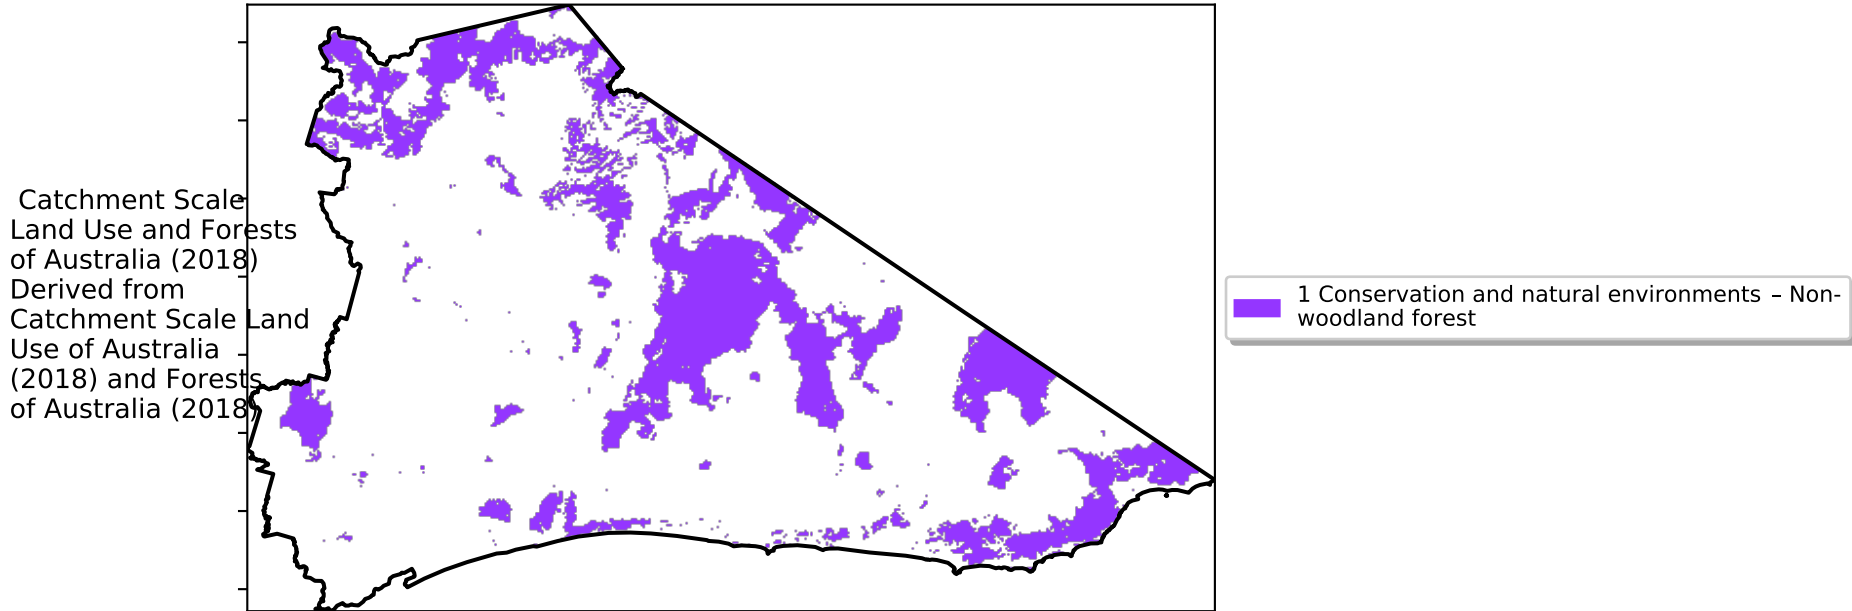 Catchment Scale
Land Use and Forests
of Australia (2018)
Derived from
Catchment Scale Land
Use of Australia
(2018) and Forests
of Australia (2018)
1 Conservation and natural environments – Non-
woodland forest